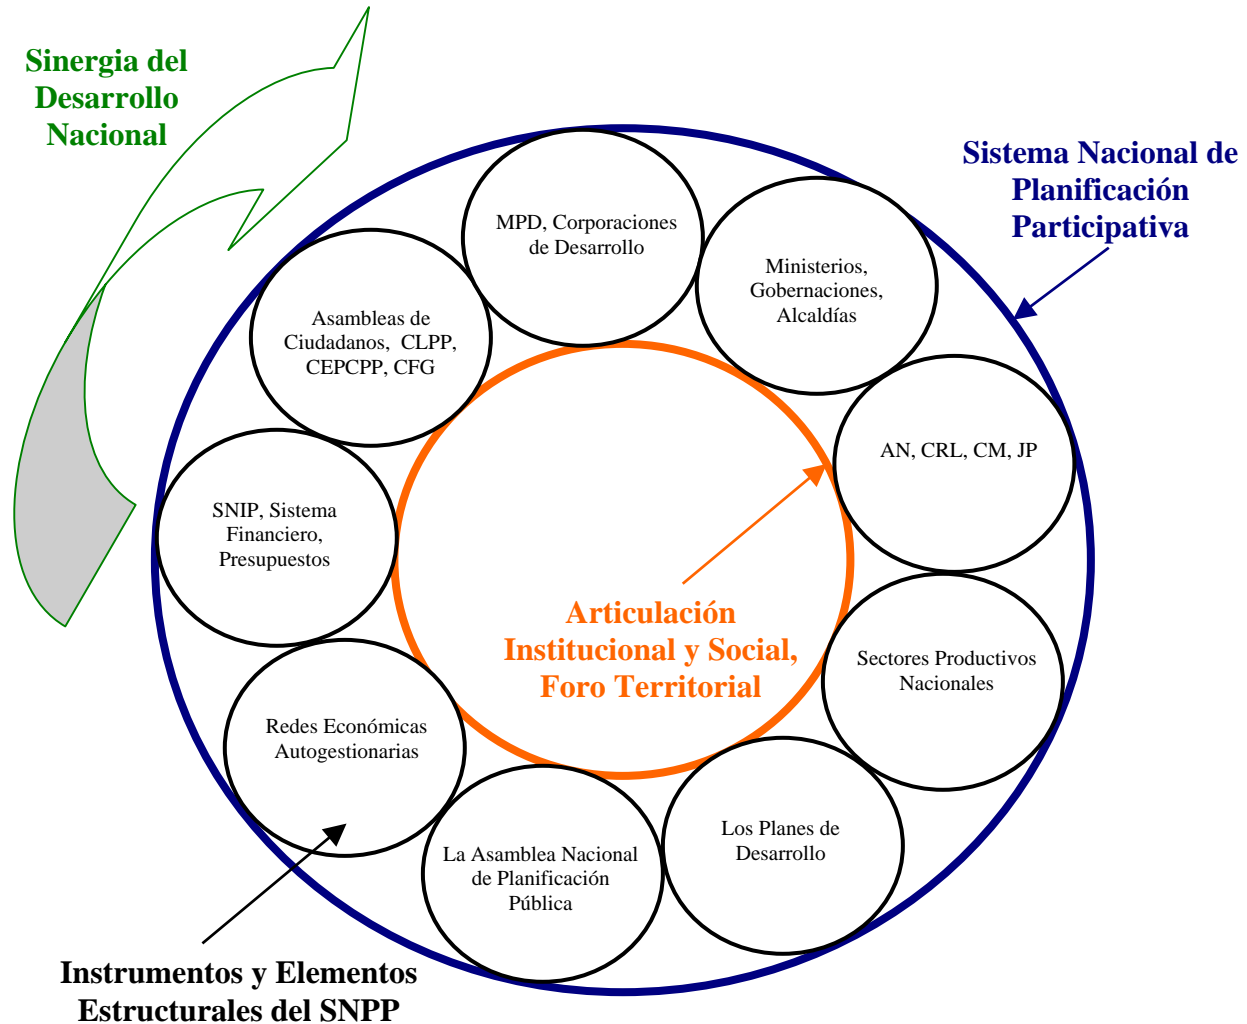 Sinergia del
Desarrollo
Nacional
Sistema Nacional de
Planificación
Participativa
MPD, Corporaciones
de Desarrollo
Ministerios,
Gobernaciones,
Alcaldías
Asambleas de
Ciudadanos, CLPP,
CEPCPP, CFG
AN, CRL, CM, JP
SNIP, Sistema
Financiero,
Presupuestos
Articulación
Institucional y Social,
Foro Territorial
Sectores Productivos
Nacionales
Redes Económicas
Autogestionarias
Los Planes de
Desarrollo
La Asamblea Nacional
de Planificación
Pública
Instrumentos y Elementos
Estructurales del SNPP